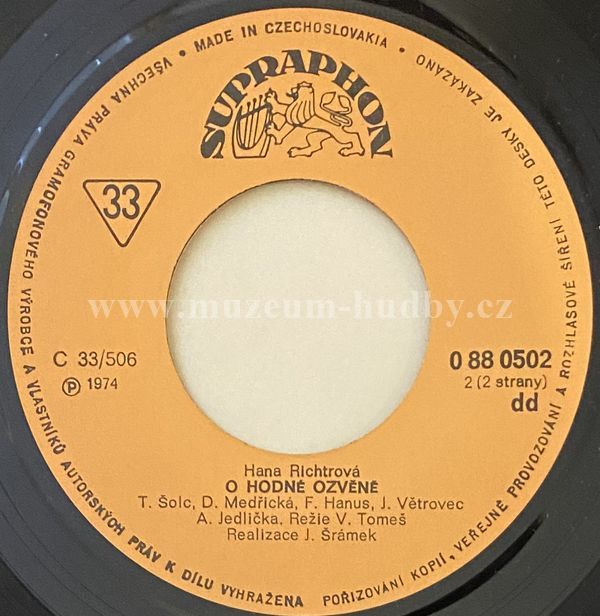 VŠECHNA PRÁVA GRAMOFONOVÉHO VÝROBCE A VLASTNÍKŮ AUTORSKÝCH PRÁV K DÍLU VYHRAŽENA
• MADE IN CZECHOSLOVAKIA •
POŘIZOVÁNÍ KOPIÍ, VEŘEJNÉ PROVOZOVÁNÍ A ROZHLASOVÉ ŠÍŘENÍ TÉTO DESKY JE ZAKÁZÁNO
SUPRAPHON
33
www.muzeum-hudby.cz
C 33/506
℗ 1974
0 88 0502
2 (2 strany)
dd
Hana Richtrová
O HODNÉ OZVĚNĚ
T. Šolc, D. Medřická, F. Hanus, J. Větrovec
A. Jedlička, Režie V. Tomeš
Realizace J. Šrámek